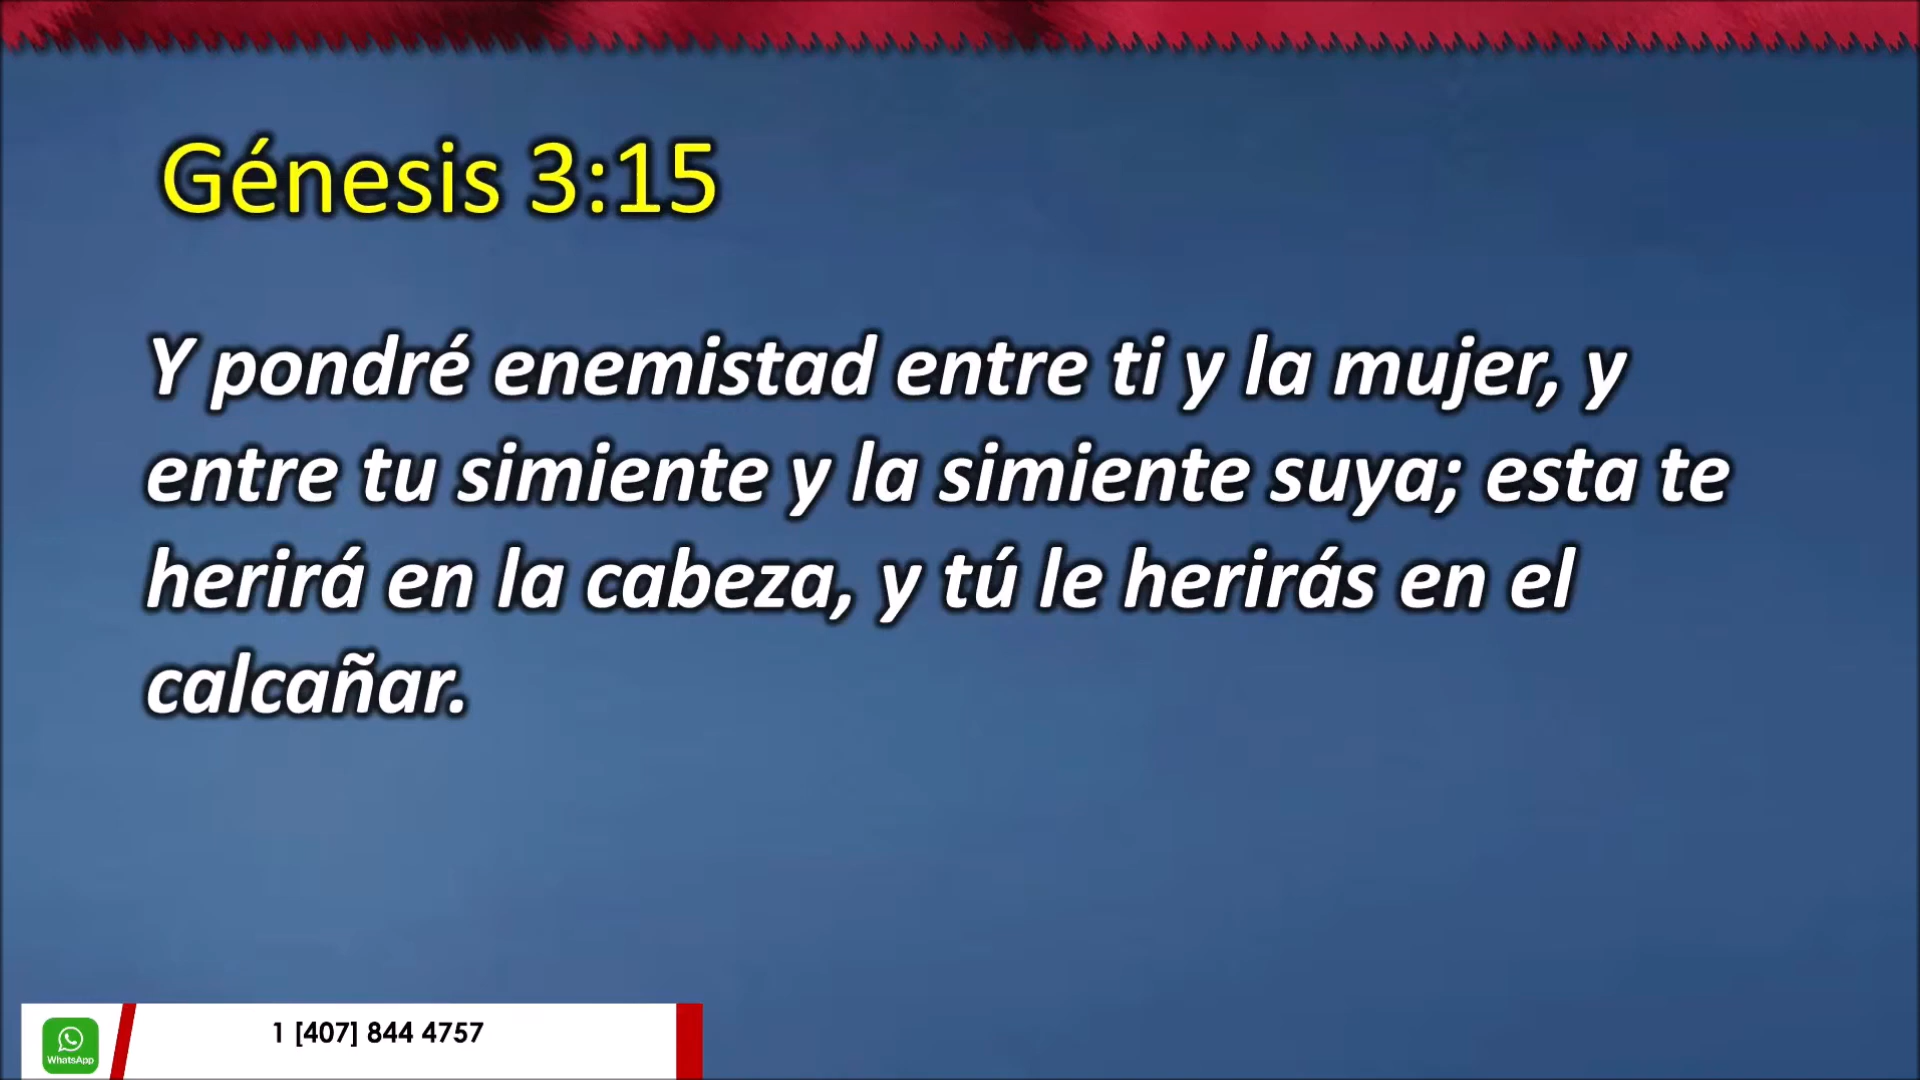 Génesis 3:15
Y pondré enemistad entre ti y la mujer, y
entre tu simiente y la simiente suya; esta te
herirá en la cabeza, y tú le herirás en el
calcañar.
WhatsApp
1 [407] 844 4757